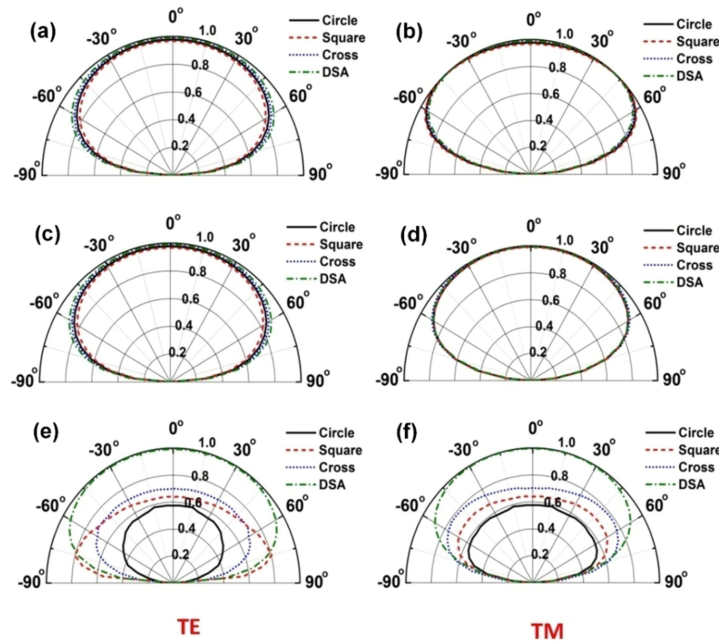 (a)
0°
-30°
1.0
30°
Circle
Square
Cross
DSA
-60°
0.8
0.6
0.4
0.2
60°
-90°
90°
(b)
0°
-30°
1.0
30°
Circle
Square
Cross
DSA
-60°
0.8
0.6
0.4
0.2
60°
-90°
90°
(c)
0°
-30°
1.0
30°
Circle
Square
Cross
DSA
-60°
0.8
0.6
0.4
0.2
60°
-90°
90°
(d)
0°
-30°
1.0
30°
Circle
Square
Cross
DSA
-60°
0.8
0.6
0.4
0.2
60°
-90°
90°
(e)
0°
-30°
1.0
30°
Circle
Square
Cross
DSA
-60°
0.8
0.6
0.4
0.2
60°
-90°
90°
(f)
0°
-30°
1.0
30°
Circle
Square
Cross
DSA
-60°
0.8
0.6
0.4
0.2
60°
-90°
90°
TE
TM